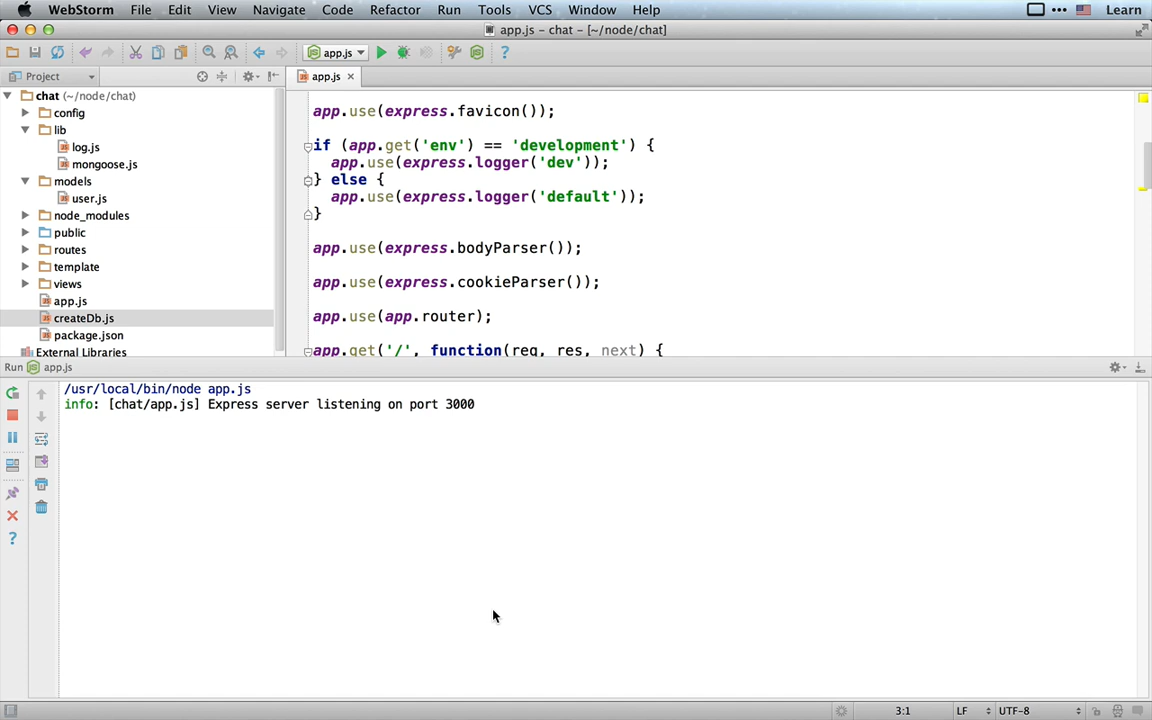 WebStorm File Edit View Navigate Code Refactor Run Tools VCS Window Help Learn
app.js – chat – [~/node/chat]
app.js
Project
app.js
chat (~/node/chat)
config
lib
log.js
mongoose.js
models
user.js
node_modules
public
routes
template
views
app.js
createDb.js
package.json
External Libraries
app.use(express.favicon());
if (app.get('env') == 'development') {
app.use(express.logger('dev'));
} else {
app.use(express.logger('default'));
}
app.use(express.bodyParser());
app.use(express.cookieParser());
app.use(app.router);
app.get('/', function(req, res, next) {
Run app.js
/usr/local/bin/node app.js
info: [chat/app.js] Express server listening on port 3000
3:1 LF UTF-8